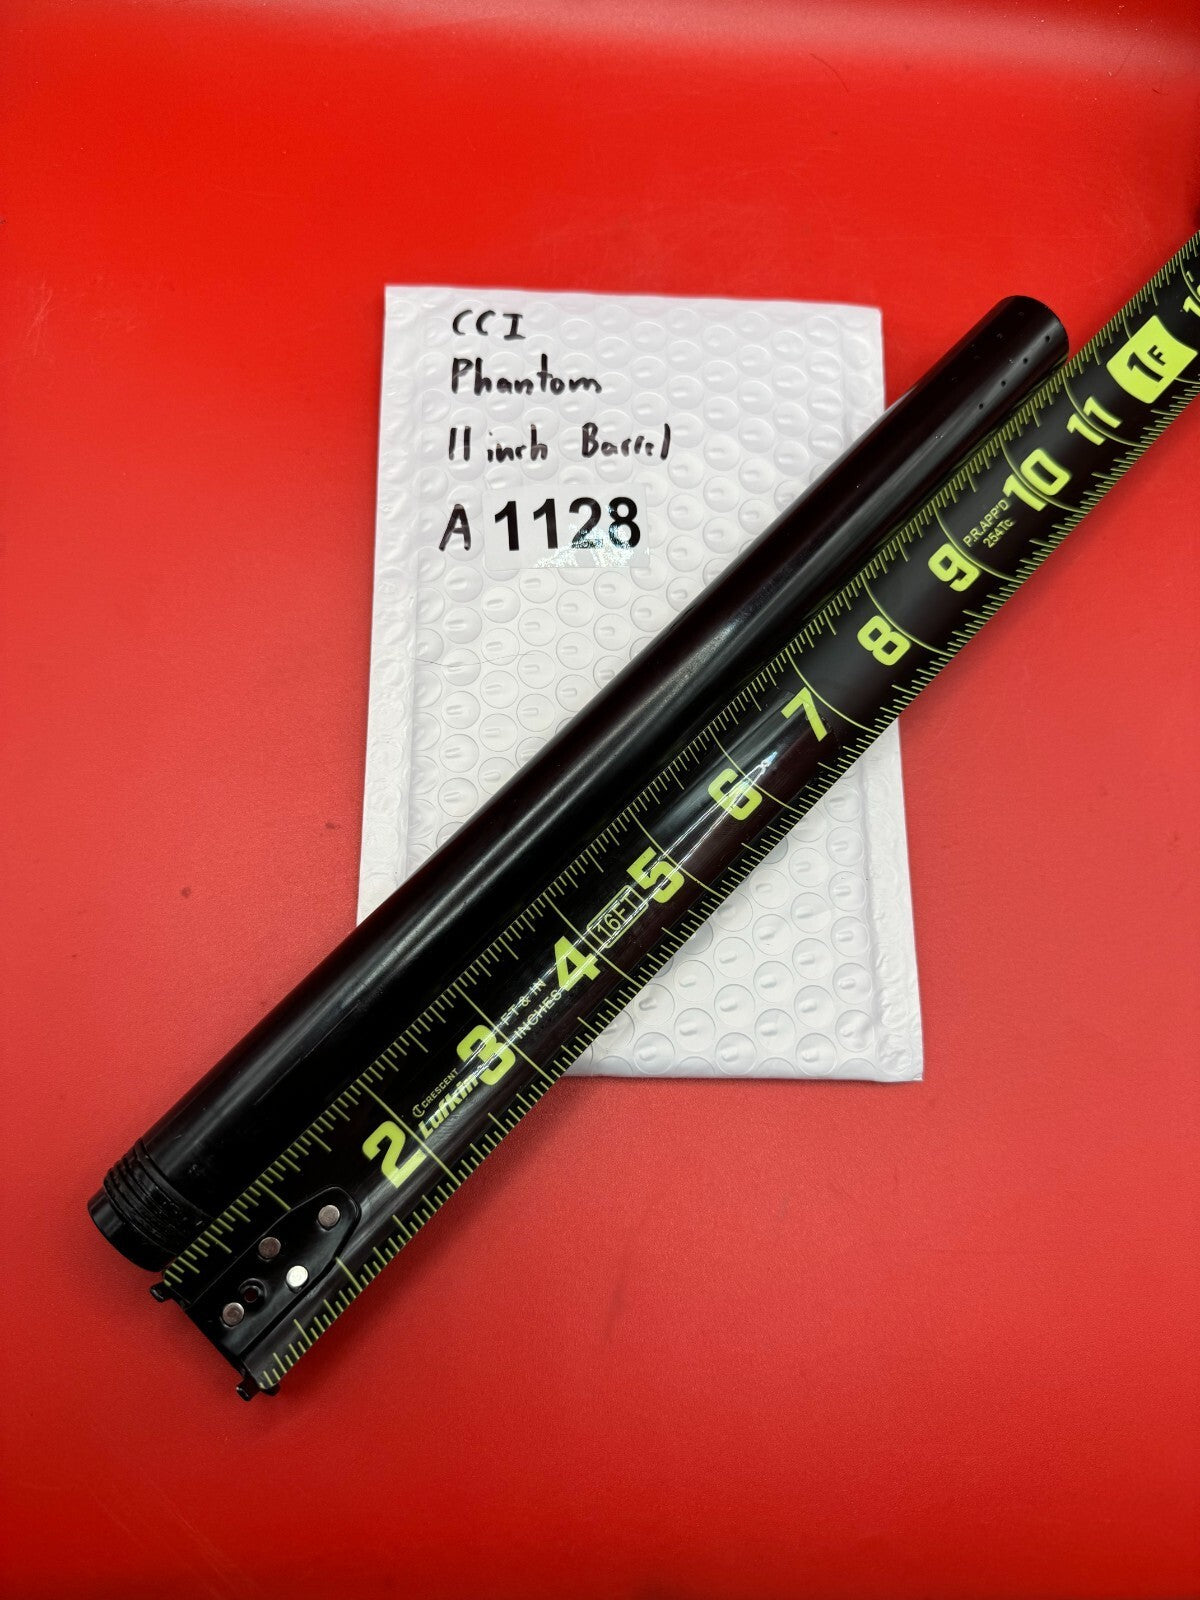 CCI
Phantom
11 inch Barrel
A 1128
2
CRESCENT
Lufkin
3
FT & IN
INCHES
4
16FT
5
6
7
8
9
P.R.APP'D
254Tc
10
11
1F